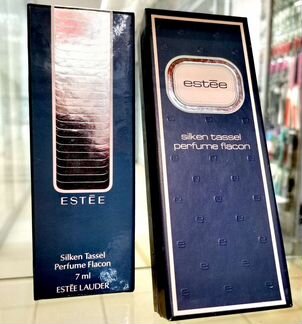 ESTĒE
Silken Tassel
Perfume Flacon
7 ml
ESTĒE LAUDER
estēe
silken tassel
perfume flacon